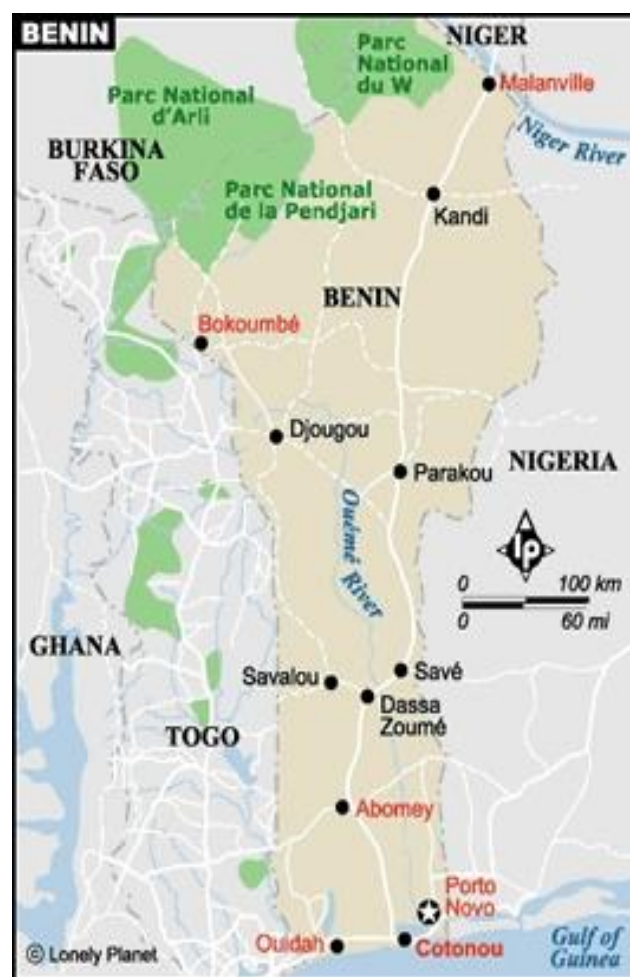 BENIN
Parc
National
du W
NIGER
Malanville
Parc National
d'Arli
Niger River
BURKINA
FASO
Parc National
de la Pendjari
Kandi
BENIN
Bokoumbé
Djougou
Parakou
NIGERIA
Ouémé River
lp
0 100 km
0 60 mi
GHANA
Savé
Savalou
Dassa
Zoumé
TOGO
Abomey
Porto
Novo
Ouidah
Cotonou
Gulf of
Guinea
© Lonely Planet